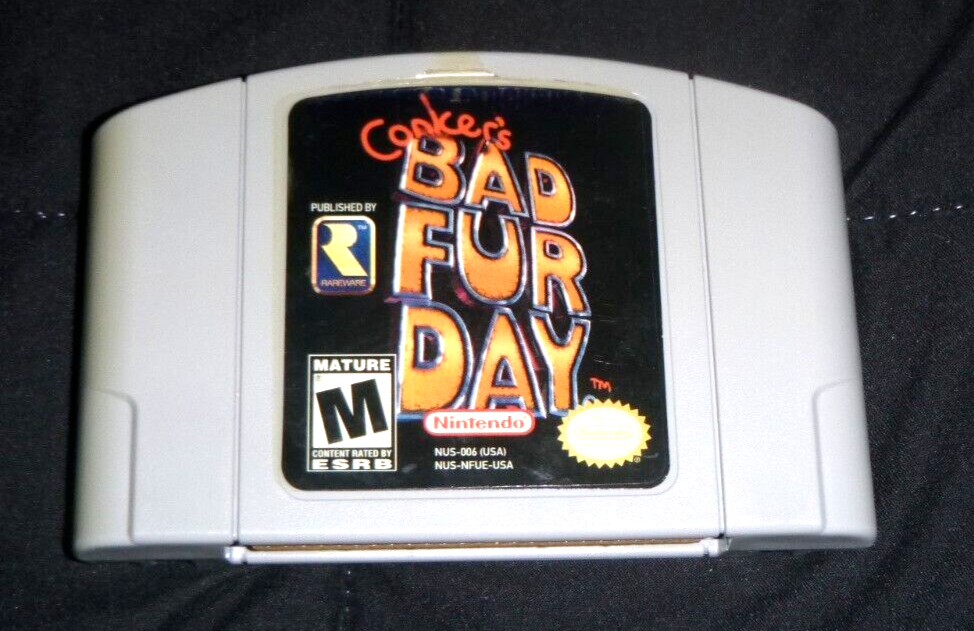 Conker's
BAD
FUR
DAY
TM
PUBLISHED BY
R
TM
RAREWARE
MATURE
M
CONTENT RATED BY
ESRB
Nintendo
NUS-006 (USA)
NUS-NFUE-USA
®